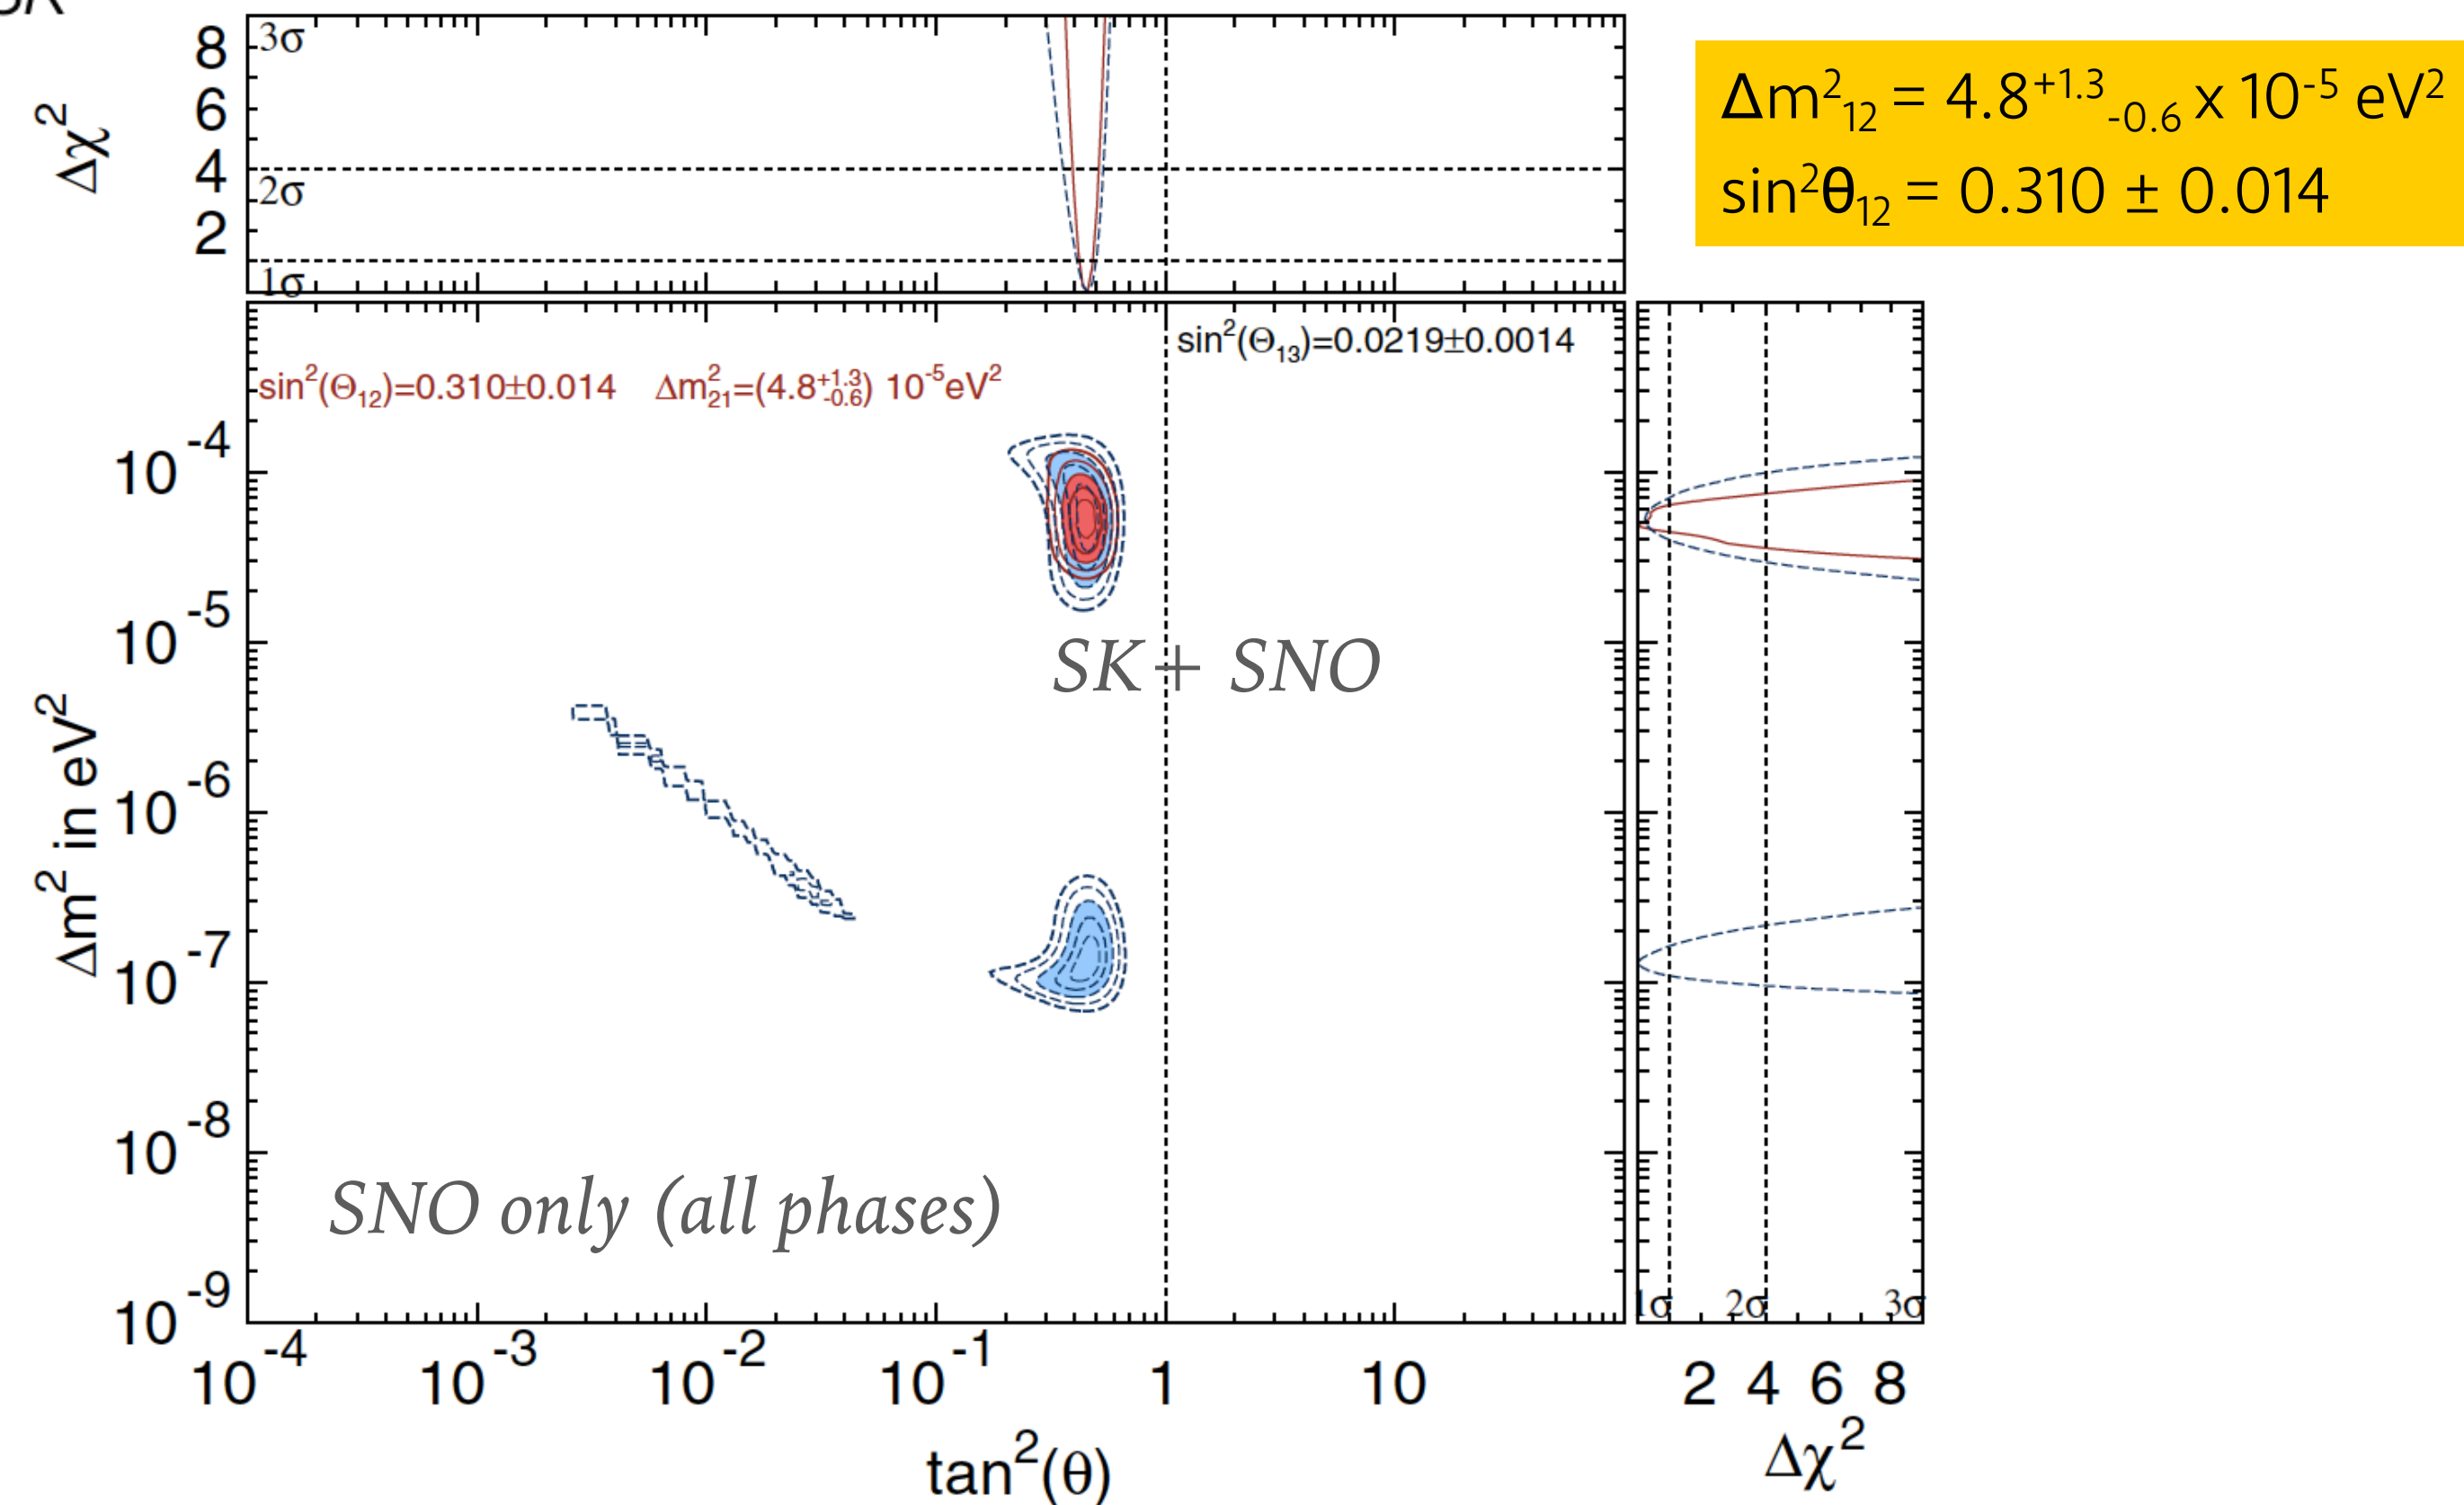 SK
8
6
4
2
Δχ²
3σ
2σ
1σ
Δm²₁₂ = 4.8⁺¹·³₋₀.₆ x 10⁻⁵ eV²
sin²θ₁₂ = 0.310 ± 0.014
sin²(Θ₁₃)=0.0219±0.0014
sin²(Θ₁₂)=0.310±0.014 Δm²₂₁=(4.8⁺¹·³₋₀.₆) 10⁻⁵eV²
10⁻⁴
10⁻⁵
10⁻⁶
10⁻⁷
10⁻⁸
10⁻⁹
Δm² in eV²
SK+ SNO
SNO only (all phases)
1σ 2σ 3σ
10⁻⁴ 10⁻³ 10⁻² 10⁻¹ 1 10
2 4 6 8
tan²(θ)
Δχ²